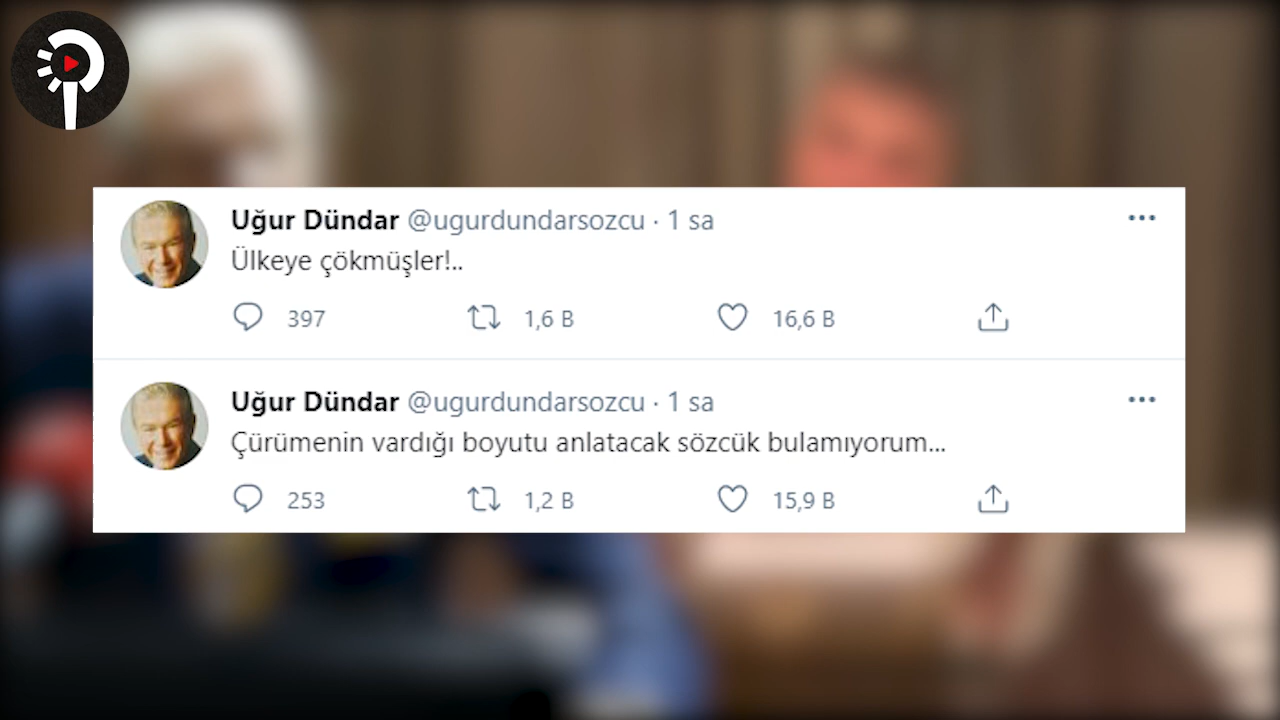 Uğur Dündar @ugurdundarsozcu · 1 sa
Ülkeye çökmüşler!..
397 1,6 B 16,6 B
Uğur Dündar @ugurdundarsozcu · 1 sa
Çürümenin vardığı boyutu anlatacak sözcük bulamıyorum...
253 1,2 B 15,9 B